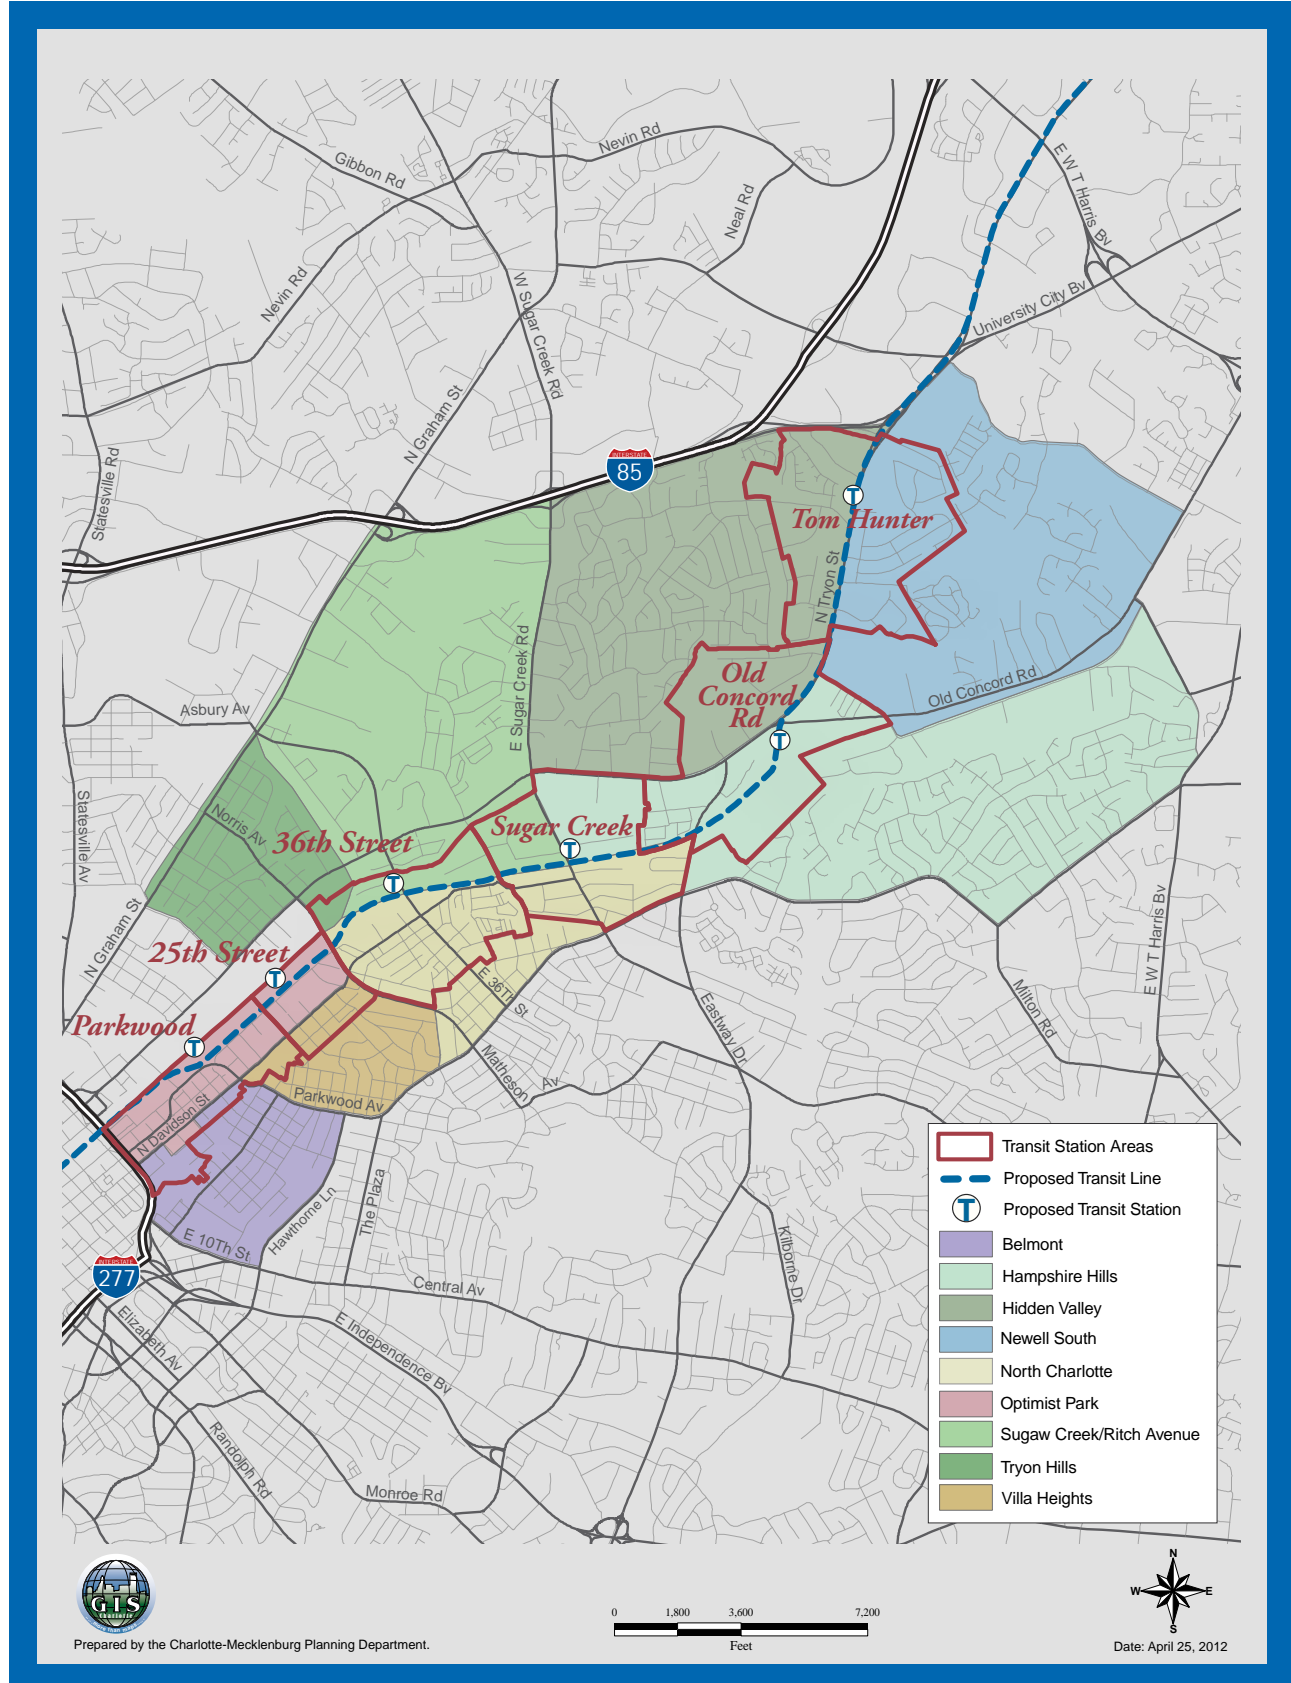 Nevin Rd
Gibbon Rd
E W T Harris Bv
Neal Rd
Nevin Rd
W Sugar Creek Rd
University City Bv
N Graham St
Statesville Rd
INTERSTATE
85
Tom Hunter
N Tryon St
E Sugar Creek Rd
Old
Concord
Rd
Old Concord Rd
Asbury Av
Statesville Av
Norris Av
36th Street
Sugar Creek
N Graham St
25th Street
E 36Th St
E W T Harris Bv
Milton Rd
Eastway Dr
Parkwood
Matheson Av
Parkwood Av
N Davidson St
The Plaza
Hawthorne Ln
E 10Th St
Kilborne Dr
INTERSTATE
277
Central Av
E Independence Bv
Elizabeth Av
Randolph Rd
Monroe Rd
Transit Station Areas
Proposed Transit Line
T Proposed Transit Station
Belmont
Hampshire Hills
Hidden Valley
Newell South
North Charlotte
Optimist Park
Sugaw Creek/Ritch Avenue
Tryon Hills
Villa Heights
GIS
more than maps
Prepared by the Charlotte-Mecklenburg Planning Department.
0 1,800 3,600 7,200
Feet
N
W E
S
Date: April 25, 2012